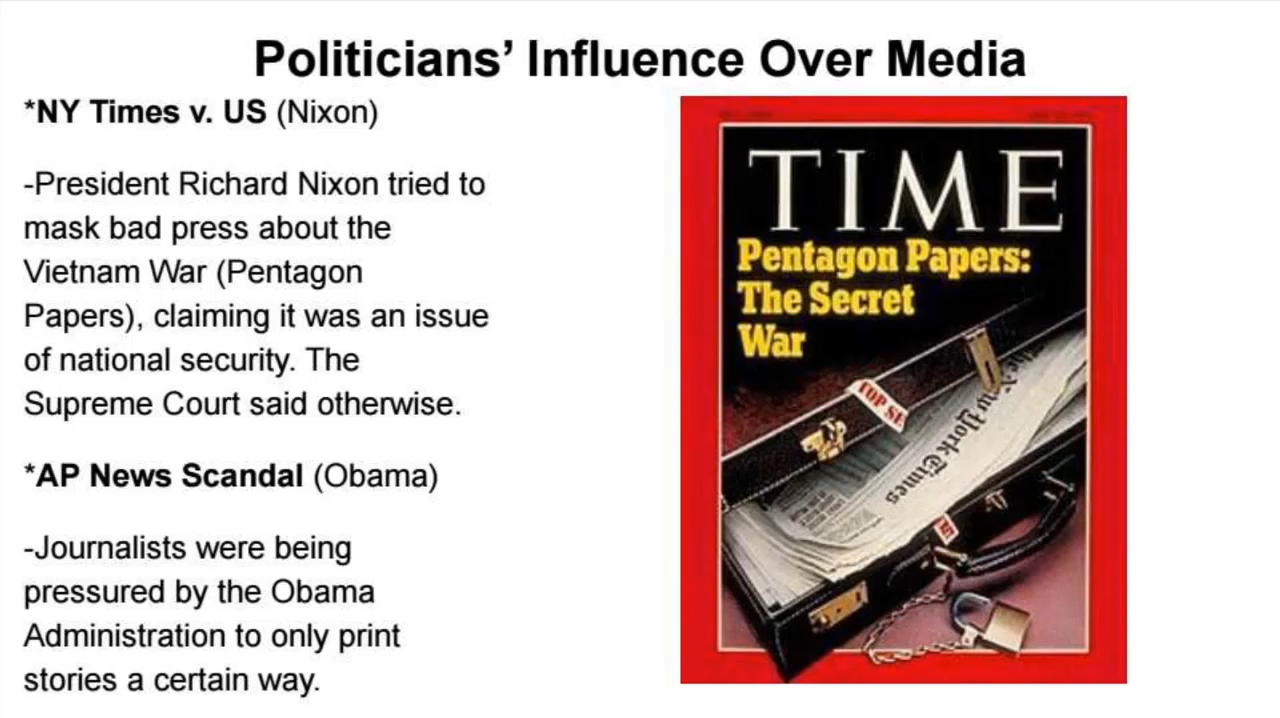 Politicians’ Influence Over Media
*NY Times v. US (Nixon)
-President Richard Nixon tried to
mask bad press about the
Vietnam War (Pentagon
Papers), claiming it was an issue
of national security. The
Supreme Court said otherwise.
*AP News Scandal (Obama)
-Journalists were being
pressured by the Obama
Administration to only print
stories a certain way.
TIME
Pentagon Papers:
The Secret
War
TOP SE
New York Times